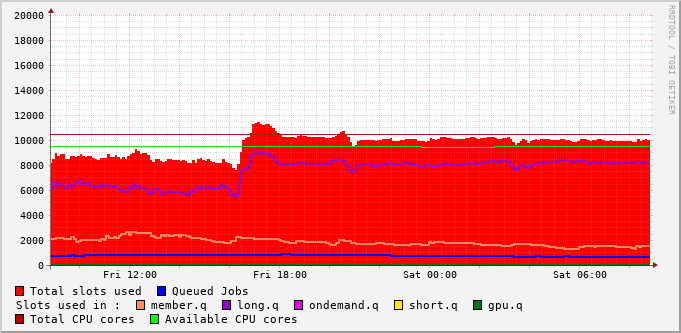 20000
18000
16000
14000
12000
10000
8000
6000
4000
2000
0
Fri 12:00 Fri 18:00 Sat 00:00 Sat 06:00
Total slots used Queued Jobs
Slots used in : member.q long.q ondemand.q short.q gpu.q
Total CPU cores Available CPU cores
RRDTOOL / TOBI OETIKER